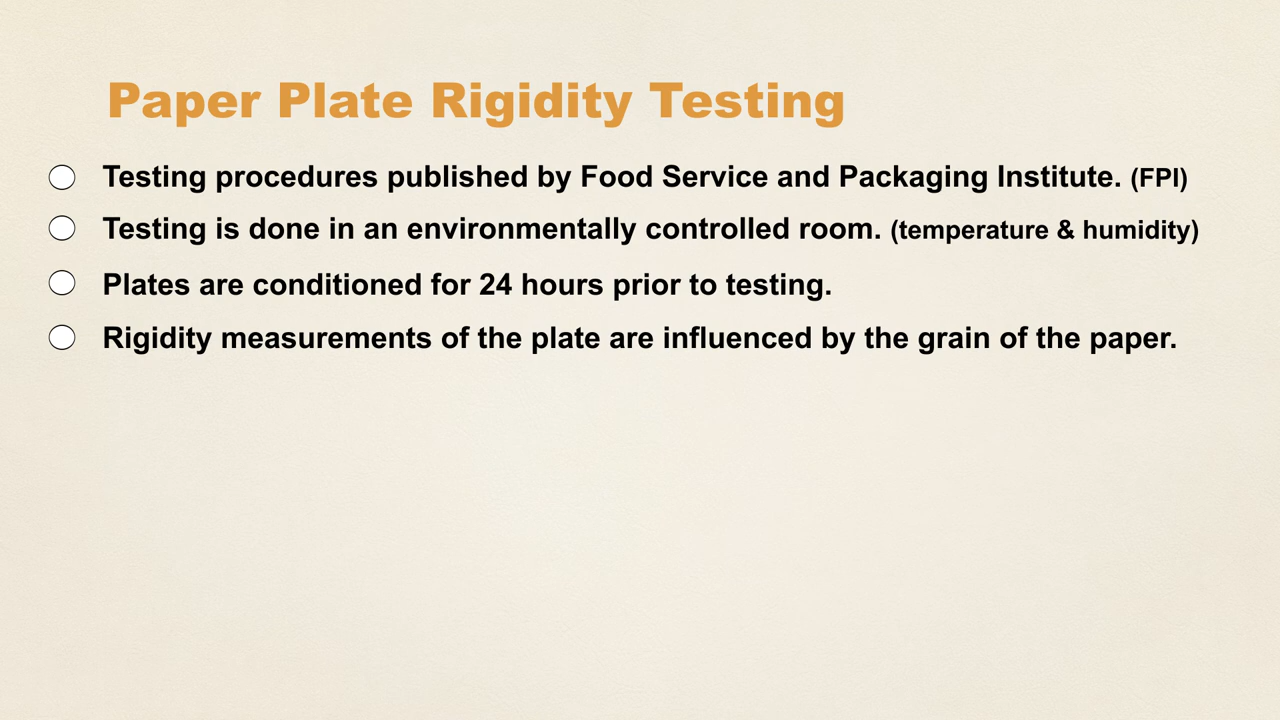 Paper Plate Rigidity Testing
Testing procedures published by Food Service and Packaging Institute. (FPI)
Testing is done in an environmentally controlled room. (temperature & humidity)
Plates are conditioned for 24 hours prior to testing.
Rigidity measurements of the plate are influenced by the grain of the paper.